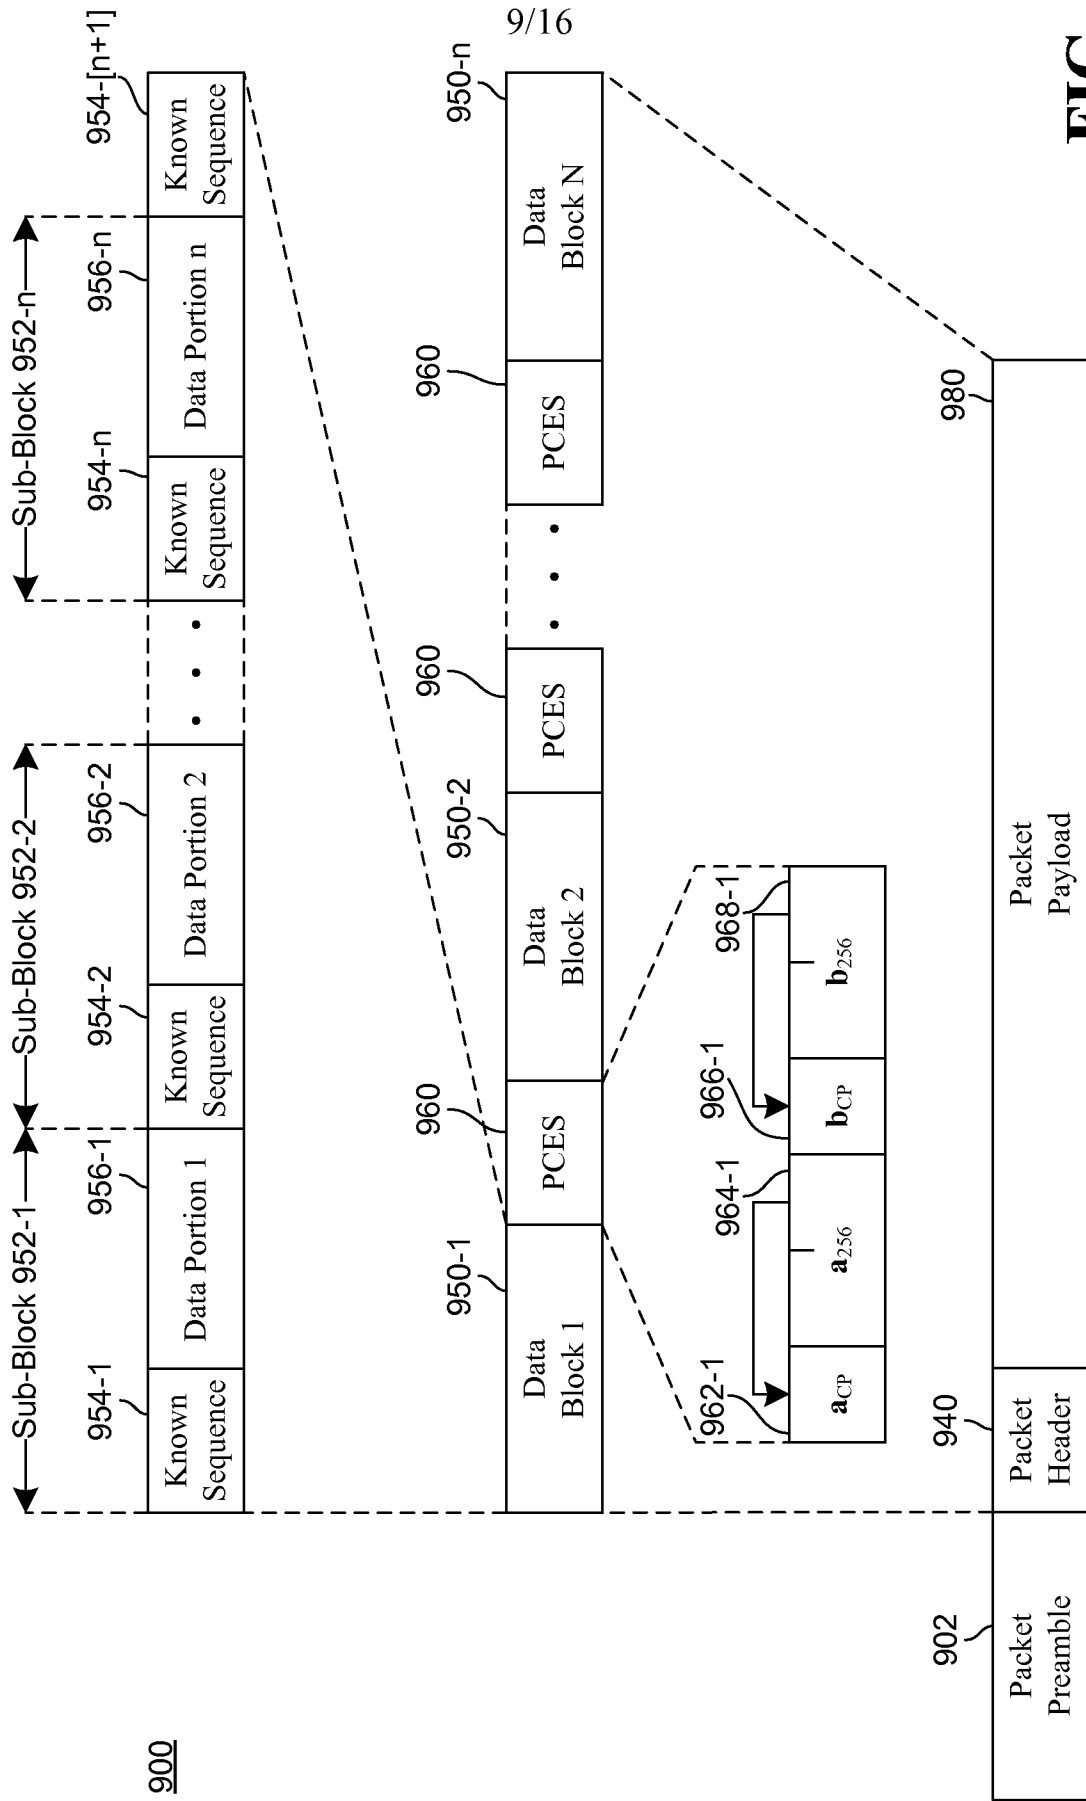 9/16
900
Sub-Block 952-1
Sub-Block 952-2
Sub-Block 952-n
954-1
956-1
954-2
956-2
954-n
956-n
954-[n+1]
Known
Sequence
Data Portion 1
Known
Sequence
Data Portion 2
• • •
Known
Sequence
Data Portion n
Known
Sequence
950-1
960
950-2
960
960
950-n
Data
Block 1
PCES
Data
Block 2
PCES
• • •
PCES
Data
Block N
962-1
964-1
966-1
968-1
aCP
a256
bCP
b256
902
940
980
Packet
Preamble
Packet
Header
Packet
Payload
FIG